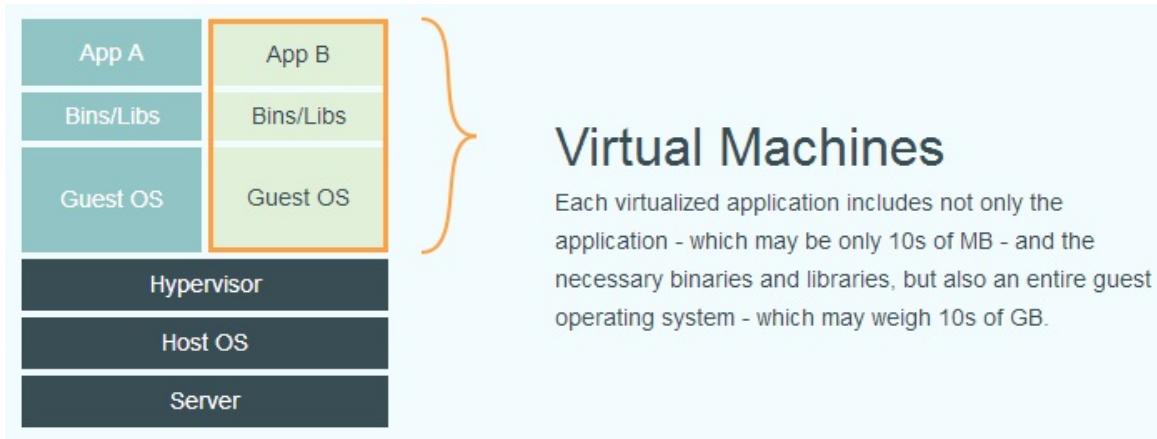 App A
App B
Bins/Libs
Bins/Libs
Guest OS
Guest OS
Hypervisor
Host OS
Server
Virtual Machines
Each virtualized application includes not only the
application - which may be only 10s of MB - and the
necessary binaries and libraries, but also an entire guest
operating system - which may weigh 10s of GB.